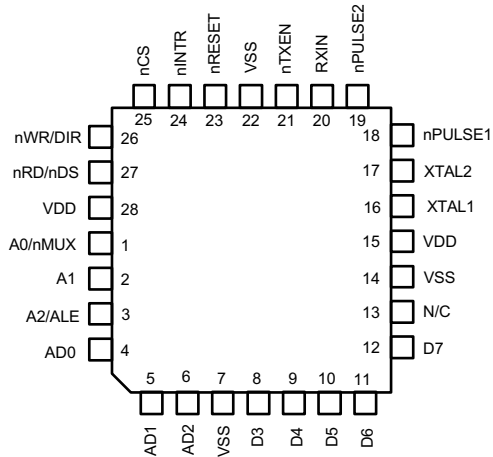 nCS
nINTR
nRESET
VSS
nTXEN
RXIN
nPULSE2
25 24 23 22 21 20 19
nWR/DIR 26 18 nPULSE1
nRD/nDS 27 17 XTAL2
VDD 28 16 XTAL1
A0/nMUX 1 15 VDD
A1 2 14 VSS
A2/ALE 3 13 N/C
AD0 4 12 D7
5 6 7 8 9 10 11
AD1
AD2
VSS
D3
D4
D5
D6